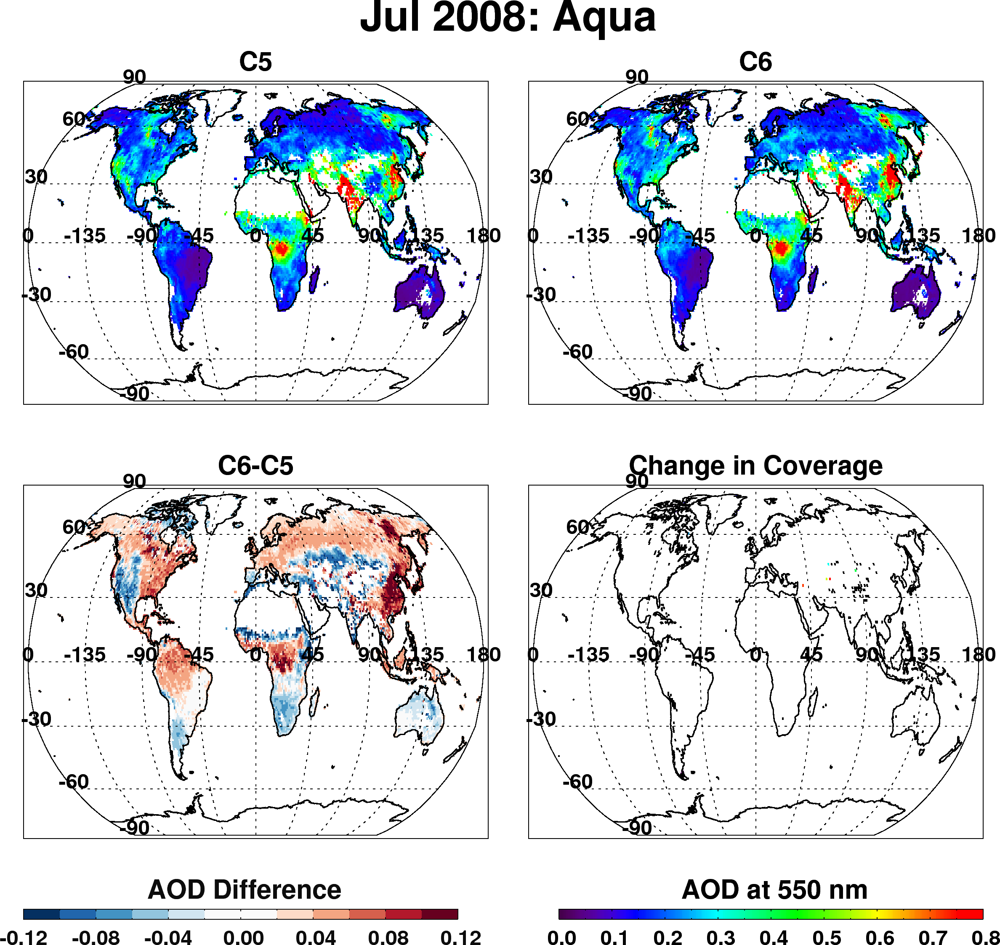 Jul 2008: Aqua
C5
C6
90
60
30
0 -135 -90 -45 0 45 90 135 180
-30
-60
-90
90
60
30
0 -135 -90 -45 0 45 90 135 180
-30
-60
-90
C6-C5
Change in Coverage
90
60
30
0 -135 -90 -45 0 45 90 135 180
-30
-60
-90
90
60
30
0 -135 -90 -45 0 45 90 135 180
-30
-60
-90
AOD Difference
-0.12 -0.08 -0.04 0.00 0.04 0.08 0.12
AOD at 550 nm
0.0 0.1 0.2 0.3 0.4 0.5 0.6 0.7 0.8